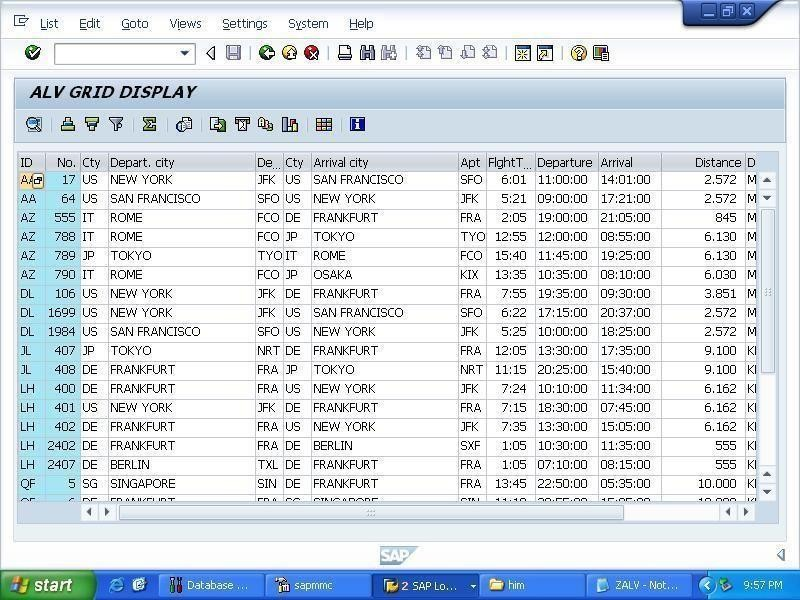 List Edit Goto Views Settings System Help
ALV GRID DISPLAY
ID No. Cty Depart. city De... Cty Arrival city Apt FlghtT... Departure Arrival Distance D
AA 17 US NEW YORK JFK US SAN FRANCISCO SFO 6:01 11:00:00 14:01:00 2.572 M
AA 64 US SAN FRANCISCO SFO US NEW YORK JFK 5:21 09:00:00 17:21:00 2.572 M
AZ 555 IT ROME FCO DE FRANKFURT FRA 2:05 19:00:00 21:05:00 845 M
AZ 788 IT ROME FCO JP TOKYO TYO 12:55 12:00:00 08:55:00 6.130 M
AZ 789 JP TOKYO TYO IT ROME FCO 15:40 11:45:00 19:25:00 6.130 M
AZ 790 IT ROME FCO JP OSAKA KIX 13:35 10:35:00 08:10:00 6.030 M
DL 106 US NEW YORK JFK DE FRANKFURT FRA 7:55 19:35:00 09:30:00 3.851 M
DL 1699 US NEW YORK JFK US SAN FRANCISCO SFO 6:22 17:15:00 20:37:00 2.572 M
DL 1984 US SAN FRANCISCO SFO US NEW YORK JFK 5:25 10:00:00 18:25:00 2.572 M
JL 407 JP TOKYO NRT DE FRANKFURT FRA 12:05 13:30:00 17:35:00 9.100 KI
JL 408 DE FRANKFURT FRA JP TOKYO NRT 11:15 20:25:00 15:40:00 9.100 KI
LH 400 DE FRANKFURT FRA US NEW YORK JFK 7:24 10:10:00 11:34:00 6.162 KI
LH 401 US NEW YORK JFK DE FRANKFURT FRA 7:15 18:30:00 07:45:00 6.162 KI
LH 402 DE FRANKFURT FRA US NEW YORK JFK 7:35 13:30:00 15:05:00 6.162 KI
LH 2402 DE FRANKFURT FRA DE BERLIN SXF 1:05 10:30:00 11:35:00 555 KI
LH 2407 DE BERLIN TXL DE FRANKFURT FRA 1:05 07:10:00 08:15:00 555 KI
QF 5 SG SINGAPORE SIN DE FRANKFURT FRA 13:45 22:50:00 05:35:00 10.000 KI
QF 6 DE FRANKFURT FRA SG SINGAPORE SIN
SAP
start Database ... sapmmc 2 SAP Lo... him ZALV - Not... 9:57 PM